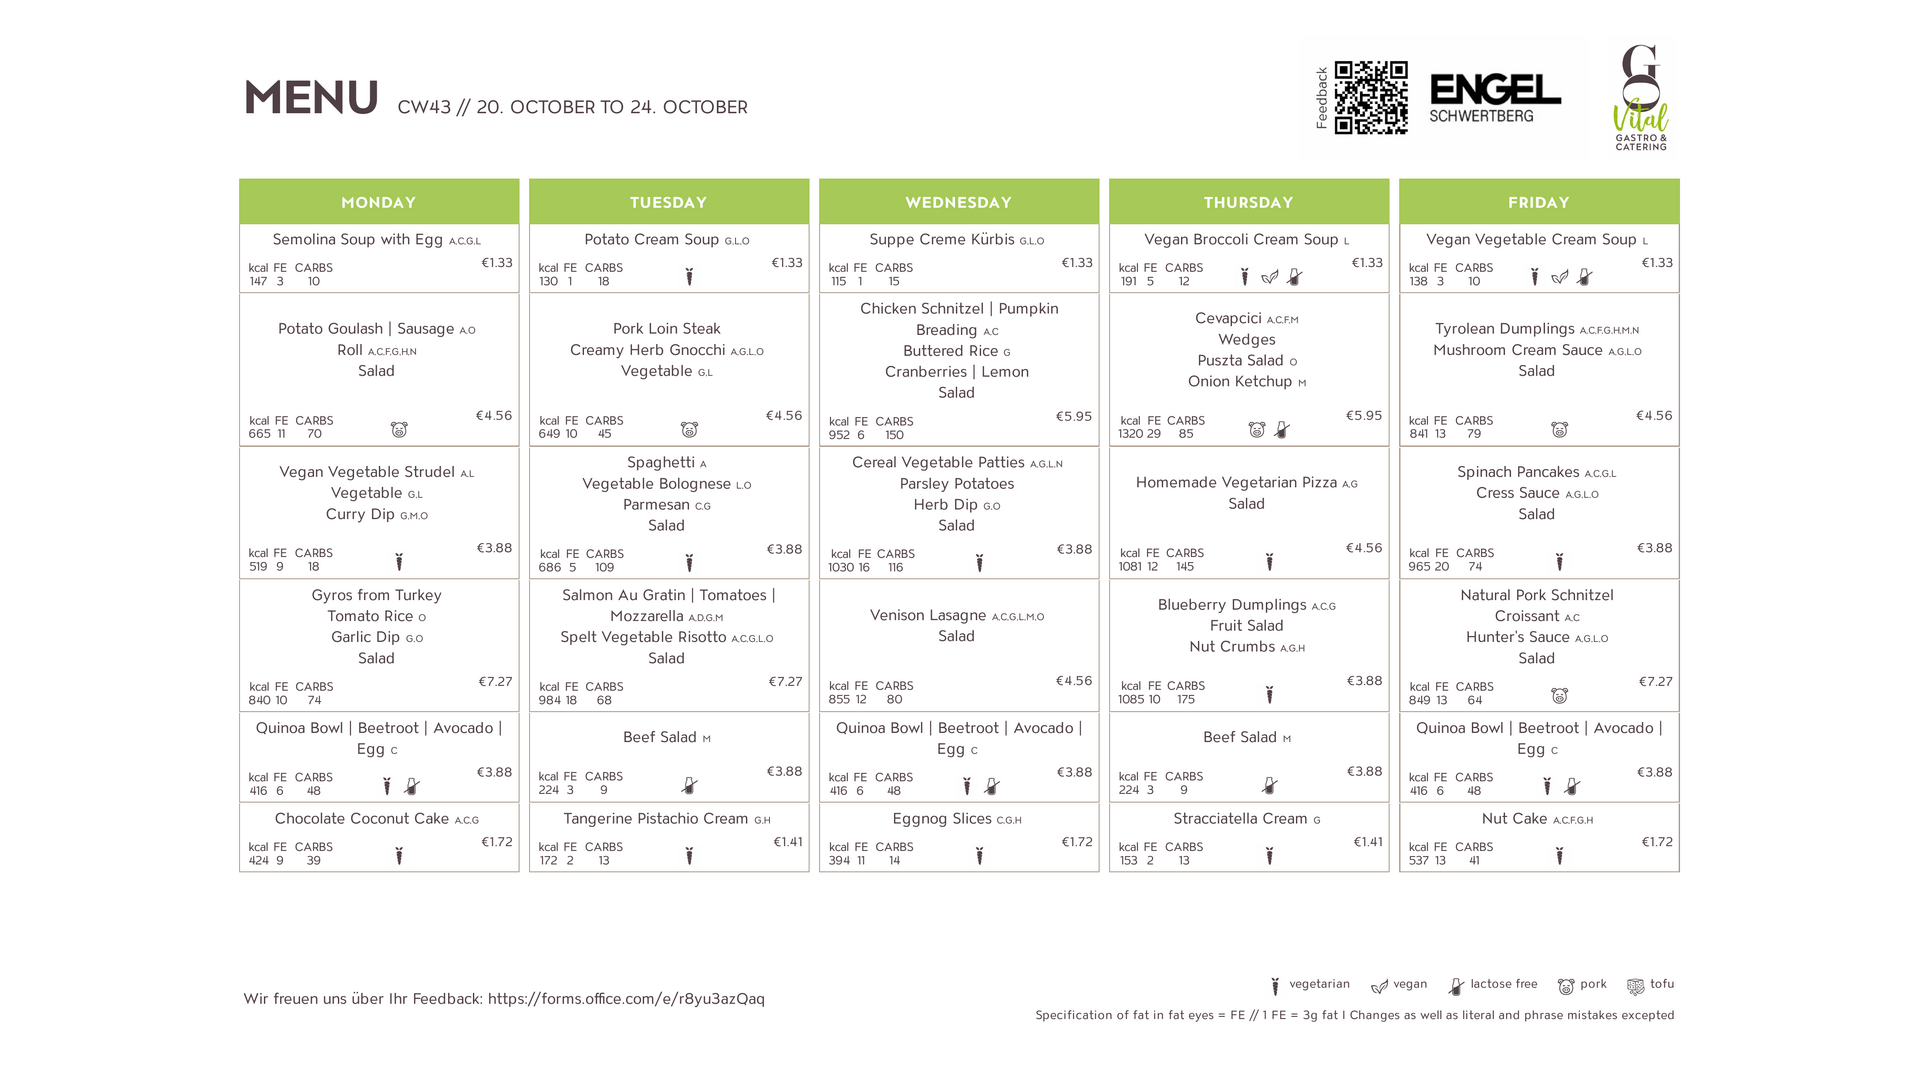 MENU CW43 // 20. OCTOBER TO 24. OCTOBER
Feedback
ENGEL
SCHWERTBERG
G
Vital
GASTRO &
CATERING
MONDAY
Semolina Soup with Egg A,C,G,L
€1.33
kcal FE CARBS
147 3 10
Potato Goulash | Sausage A,O
Roll A,C,F,G,H,N
Salad
€4.56
kcal FE CARBS
665 11 70
Vegan Vegetable Strudel A,L
Vegetable G,L
Curry Dip G,M,O
€3.88
kcal FE CARBS
519 9 18
Gyros from Turkey
Tomato Rice O
Garlic Dip G,O
Salad
€7.27
kcal FE CARBS
840 10 74
Quinoa Bowl | Beetroot | Avocado |
Egg C
€3.88
kcal FE CARBS
416 6 48
Chocolate Coconut Cake A,C,G
€1.72
kcal FE CARBS
424 9 39
TUESDAY
Potato Cream Soup G,L,O
€1.33
kcal FE CARBS
130 1 18
Pork Loin Steak
Creamy Herb Gnocchi A,G,L,O
Vegetable G,L
€4.56
kcal FE CARBS
649 10 45
Spaghetti A
Vegetable Bolognese L,O
Parmesan C,G
Salad
€3.88
kcal FE CARBS
686 5 109
Salmon Au Gratin | Tomatoes |
Mozzarella A,D,G,M
Spelt Vegetable Risotto A,C,G,L,O
Salad
€7.27
kcal FE CARBS
984 18 68
Beef Salad M
€3.88
kcal FE CARBS
224 3 9
Tangerine Pistachio Cream G,H
€1.41
kcal FE CARBS
172 2 13
WEDNESDAY
Suppe Creme Kürbis G,L,O
€1.33
kcal FE CARBS
115 1 15
Chicken Schnitzel | Pumpkin
Breading A,C
Buttered Rice G
Cranberries | Lemon
Salad
€5.95
kcal FE CARBS
952 6 150
Cereal Vegetable Patties A,G,L,N
Parsley Potatoes
Herb Dip G,O
Salad
€3.88
kcal FE CARBS
1030 16 116
Venison Lasagne A,C,G,L,M,O
Salad
€4.56
kcal FE CARBS
855 12 80
Quinoa Bowl | Beetroot | Avocado |
Egg C
€3.88
kcal FE CARBS
416 6 48
Eggnog Slices C,G,H
€1.72
kcal FE CARBS
394 11 14
THURSDAY
Vegan Broccoli Cream Soup L
€1.33
kcal FE CARBS
191 5 12
Cevapcici A,C,F,M
Wedges
Puszta Salad O
Onion Ketchup M
€5.95
kcal FE CARBS
1320 29 85
Homemade Vegetarian Pizza A,G
Salad
€4.56
kcal FE CARBS
1081 12 145
Blueberry Dumplings A,C,G
Fruit Salad
Nut Crumbs A,G,H
€3.88
kcal FE CARBS
1085 10 175
Beef Salad M
€3.88
kcal FE CARBS
224 3 9
Stracciatella Cream G
€1.41
kcal FE CARBS
153 2 13
FRIDAY
Vegan Vegetable Cream Soup L
€1.33
kcal FE CARBS
138 3 10
Tyrolean Dumplings A,C,F,G,H,M,N
Mushroom Cream Sauce A,G,L,O
Salad
€4.56
kcal FE CARBS
841 13 79
Spinach Pancakes A,C,G,L
Cress Sauce A,G,L,O
Salad
€3.88
kcal FE CARBS
965 20 74
Natural Pork Schnitzel
Croissant A,C
Hunter's Sauce A,G,L,O
Salad
€7.27
kcal FE CARBS
849 13 64
Quinoa Bowl | Beetroot | Avocado |
Egg C
€3.88
kcal FE CARBS
416 6 48
Nut Cake A,C,F,G,H
€1.72
kcal FE CARBS
537 13 41
vegetarian vegan lactose free pork tofu
Wir freuen uns über Ihr Feedback: https://forms.office.com/e/r8yu3azQaq
Specification of fat in fat eyes = FE // 1 FE = 3g fat I Changes as well as literal and phrase mistakes excepted